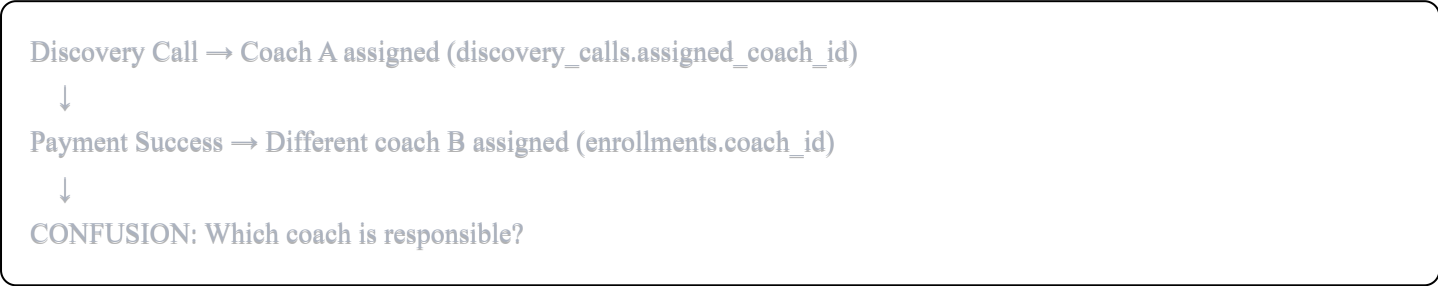 Discovery Call → Coach A assigned (discovery_calls.assigned_coach_id)
↓
Payment Success → Different coach B assigned (enrollments.coach_id)
↓
CONFUSION: Which coach is responsible?